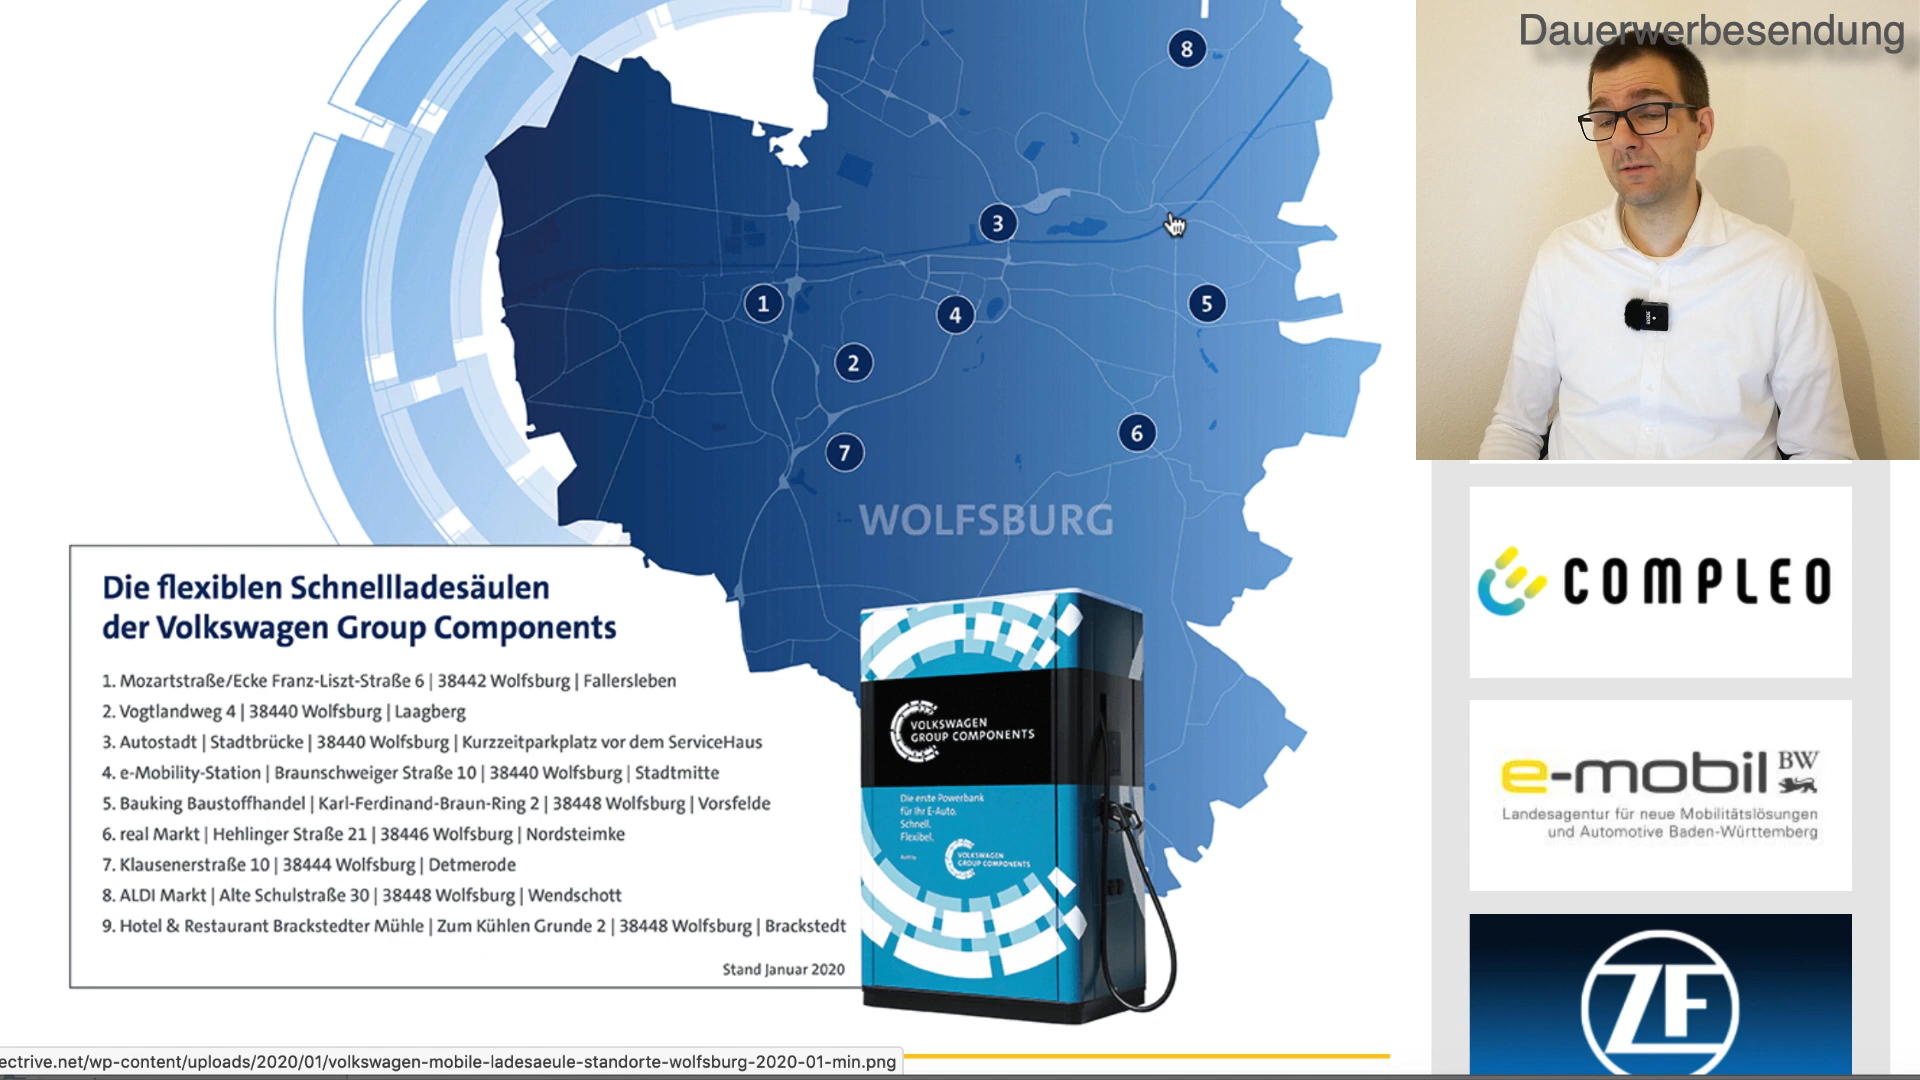 Dauerwerbesendung
8
3
1
4
5
2
6
7
WOLFSBURG
Die flexiblen Schnellladesäulen
der Volkswagen Group Components
1. Mozartstraße/Ecke Franz-Liszt-Straße 6 | 38442 Wolfsburg | Fallersleben
2. Vogtlandweg 4 | 38440 Wolfsburg | Laagberg
3. Autostadt | Stadtbrücke | 38440 Wolfsburg | Kurzzeitparkplatz vor dem ServiceHaus
4. e-Mobility-Station | Braunschweiger Straße 10 | 38440 Wolfsburg | Stadtmitte
5. Bauking Baustoffhandel | Karl-Ferdinand-Braun-Ring 2 | 38448 Wolfsburg | Vorsfelde
6. real Markt | Hehlinger Straße 21 | 38446 Wolfsburg | Nordsteimke
7. Klausenerstraße 10 | 38444 Wolfsburg | Detmerode
8. ALDI Markt | Alte Schulstraße 30 | 38448 Wolfsburg | Wendschott
9. Hotel & Restaurant Brackstedter Mühle | Zum Kühlen Grunde 2 | 38448 Wolfsburg | Brackstedt
Stand Januar 2020
VOLKSWAGEN
GROUP COMPONENTS
Die erste Powerbank
für Ihr E-Auto.
Schnell.
Flexibel.
VOLKSWAGEN
GROUP COMPONENTS
COMPLEO
e-mobil BW
Landesagentur für neue Mobilitätslösungen
und Automotive Baden-Württemberg
ZF
ectrive.net/wp-content/uploads/2020/01/volkswagen-mobile-ladesaeule-standorte-wolfsburg-2020-01-min.png